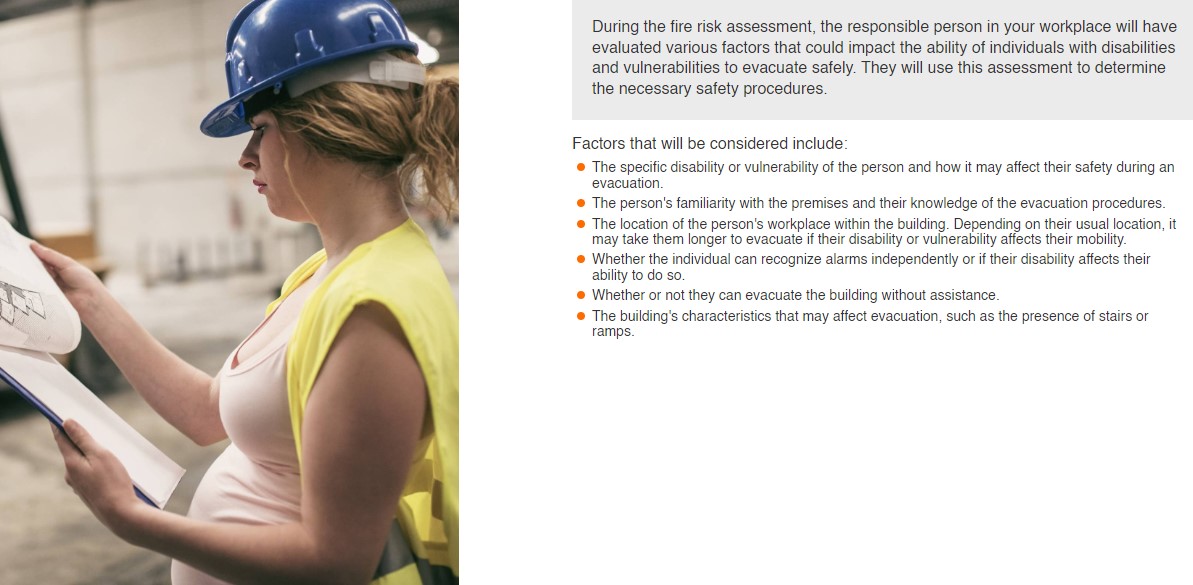 During the fire risk assessment, the responsible person in your workplace will have
evaluated various factors that could impact the ability of individuals with disabilities
and vulnerabilities to evacuate safely. They will use this assessment to determine
the necessary safety procedures.
Factors that will be considered include:
The specific disability or vulnerability of the person and how it may affect their safety during an
evacuation.
The person's familiarity with the premises and their knowledge of the evacuation procedures.
The location of the person's workplace within the building. Depending on their usual location, it
may take them longer to evacuate if their disability or vulnerability affects their mobility.
Whether the individual can recognize alarms independently or if their disability affects their
ability to do so.
Whether or not they can evacuate the building without assistance.
The building's characteristics that may affect evacuation, such as the presence of stairs or
ramps.